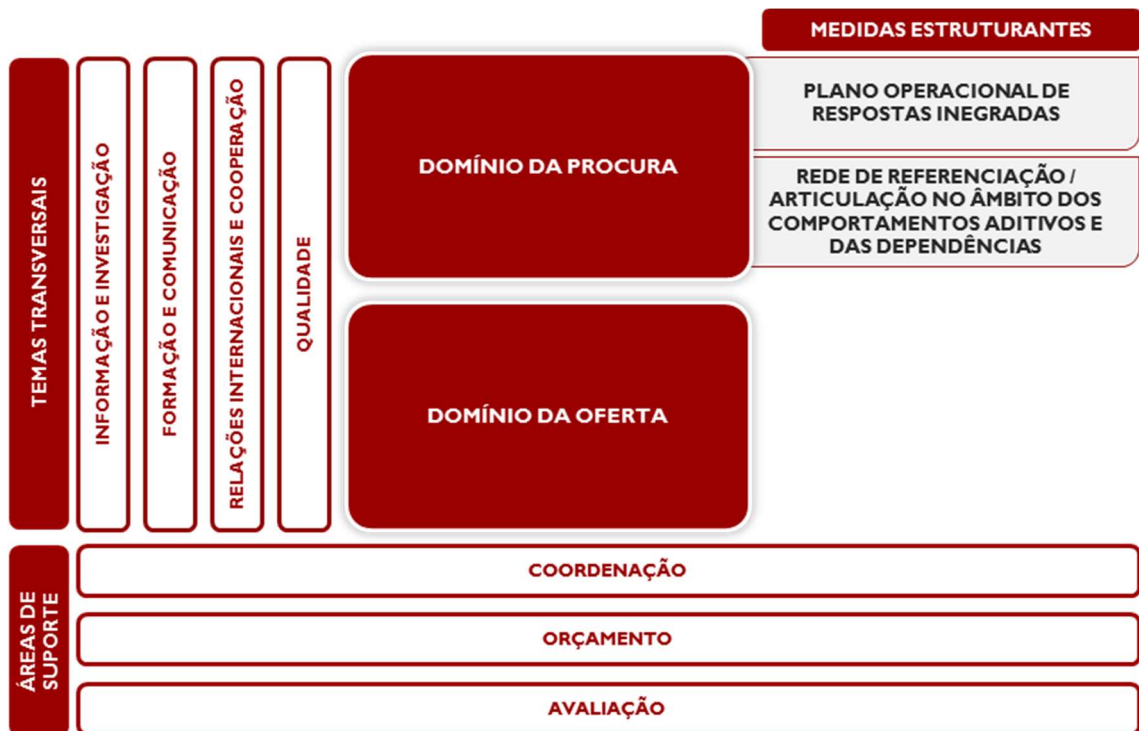 MEDIDAS ESTRUTURANTES
TEMAS TRANSVERSAIS
INFORMAÇÃO E INVESTIGAÇÃO
FORMAÇÃO E COMUNICAÇÃO
RELAÇÕES INTERNACIONAIS E COOPERAÇÃO
QUALIDADE
DOMÍNIO DA PROCURA
PLANO OPERACIONAL DE
RESPOSTAS INEGRADAS
REDE DE REFERENCIAÇÃO /
ARTICULAÇÃO NO ÂMBITO DOS
COMPORTAMENTOS ADITIVOS E
DAS DEPENDÊNCIAS
DOMÍNIO DA OFERTA
ÁREAS DE
SUPORTE
COORDENAÇÃO
ORÇAMENTO
AVALIAÇÃO